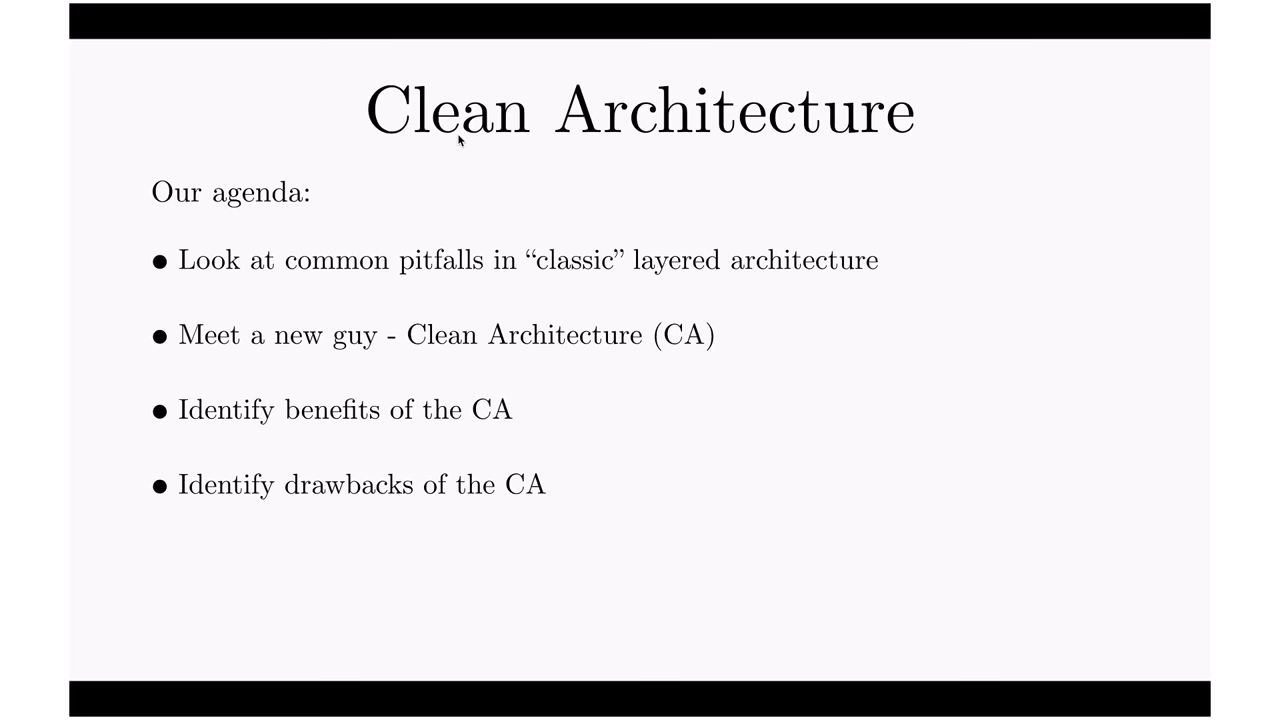 Clean Architecture
Our agenda:
● Look at common pitfalls in “classic” layered architecture
● Meet a new guy - Clean Architecture (CA)
● Identify benefits of the CA
● Identify drawbacks of the CA